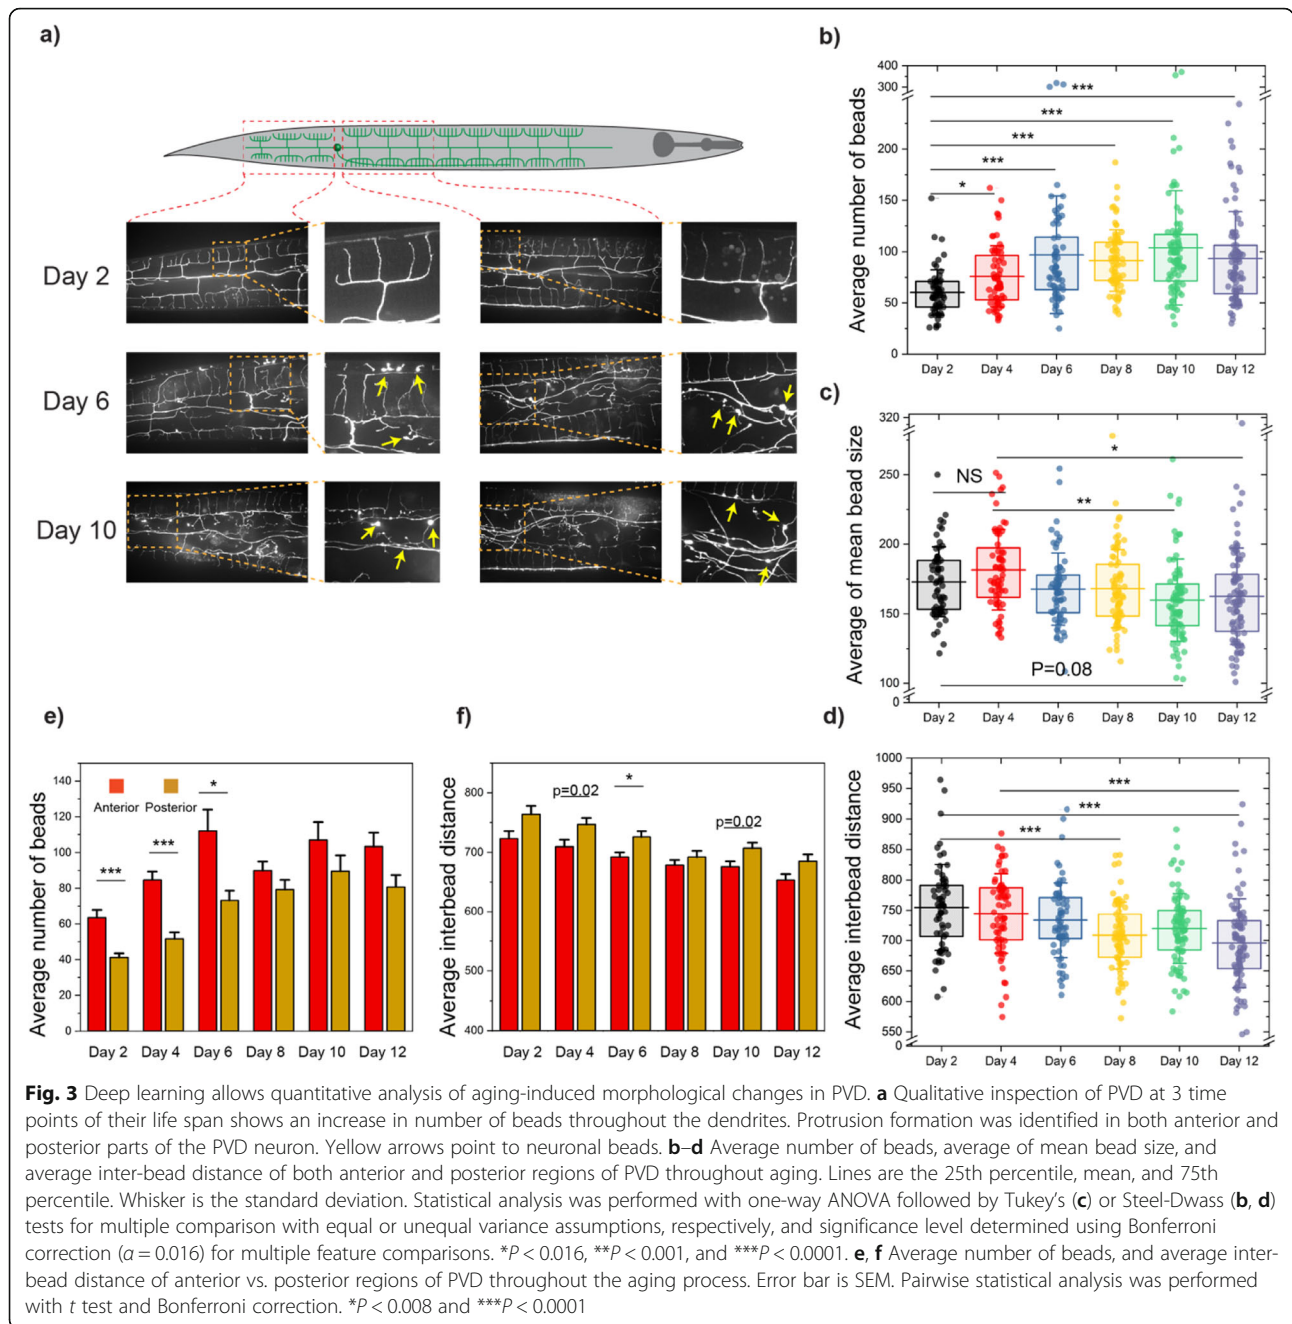 a)
Day 2
Day 6
Day 10
b)
Average number of beads
400
300
200
150
100
50
0
***
***
***
***
*
Day 2 Day 4 Day 6 Day 8 Day 10 Day 12
c)
Average of mean bead size
320
250
200
150
100
0
NS
*
**
P=0.08
Day 2 Day 4 Day 6 Day 8 Day 10 Day 12
e)
Average number of beads
140
120
100
80
60
40
20
0
Anterior Posterior
***
***
*
Day 2 Day 4 Day 6 Day 8 Day 10 Day 12
f)
Average interbead distance
800
700
600
500
400
p=0.02
*
p=0.02
Day 2 Day 4 Day 6 Day 8 Day 10 Day 12
d)
Average interbead distance
1000
950
900
850
800
750
700
650
600
550
0
***
***
***
Day 2 Day 4 Day 6 Day 8 Day 10 Day 12
Fig. 3 Deep learning allows quantitative analysis of aging-induced morphological changes in PVD. a Qualitative inspection of PVD at 3 time
points of their life span shows an increase in number of beads throughout the dendrites. Protrusion formation was identified in both anterior and
posterior parts of the PVD neuron. Yellow arrows point to neuronal beads. b–d Average number of beads, average of mean bead size, and
average inter-bead distance of both anterior and posterior regions of PVD throughout aging. Lines are the 25th percentile, mean, and 75th
percentile. Whisker is the standard deviation. Statistical analysis was performed with one-way ANOVA followed by Tukey's (c) or Steel-Dwass (b, d)
tests for multiple comparison with equal or unequal variance assumptions, respectively, and significance level determined using Bonferroni
correction (α = 0.016) for multiple feature comparisons. *P < 0.016, **P < 0.001, and ***P < 0.0001. e, f Average number of beads, and average inter-
bead distance of anterior vs. posterior regions of PVD throughout the aging process. Error bar is SEM. Pairwise statistical analysis was performed
with t test and Bonferroni correction. *P < 0.008 and ***P < 0.0001